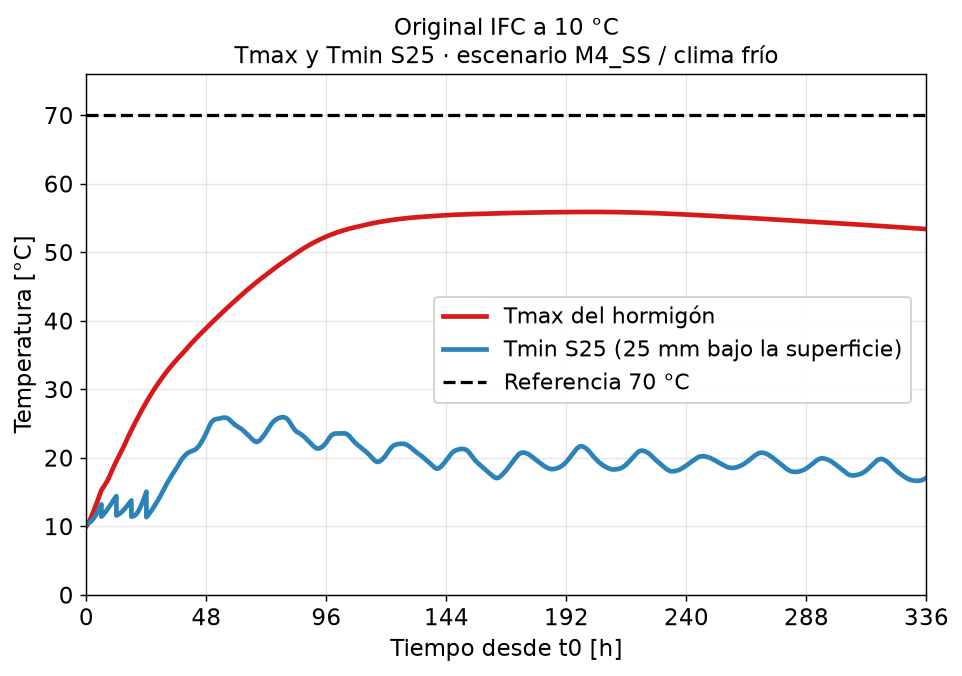 Original IFC a 10 °C
Tmax y Tmin S25 · escenario M4_SS / clima frío
Temperatura [°C]
70
60
50
40
30
20
10
0
Tmax del hormigón
Tmin S25 (25 mm bajo la superficie)
Referencia 70 °C
0 48 96 144 192 240 288 336
Tiempo desde t0 [h]